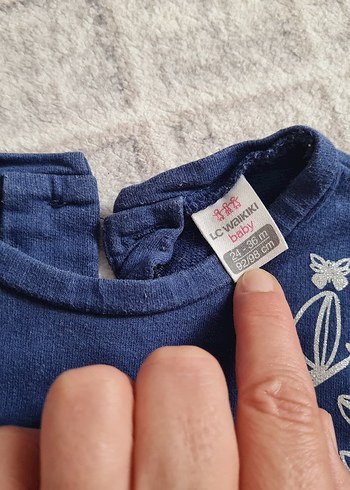 LC WAIKIKI
baby
24 - 36 m
92/98 cm